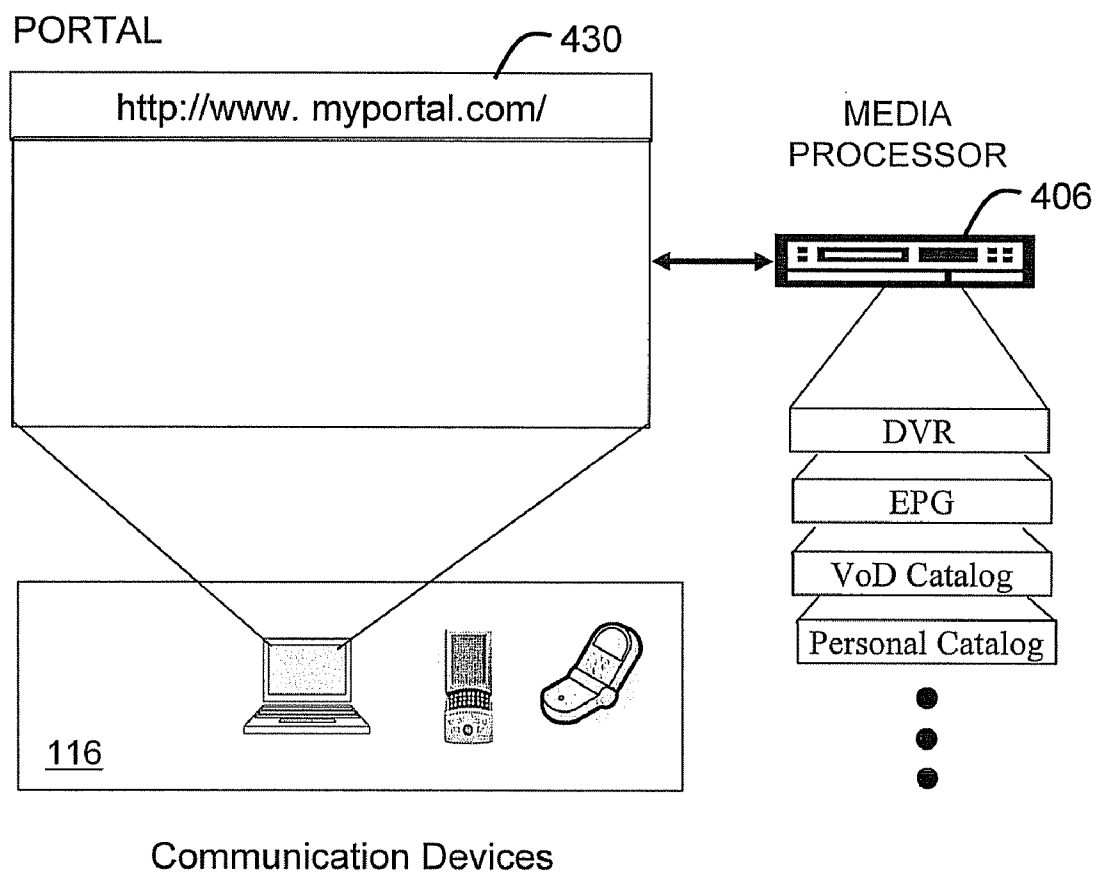 PORTAL
430
http://www. myportal.com/
MEDIA
PROCESSOR
406
DVR
EPG
VoD Catalog
Personal Catalog
116
Communication Devices